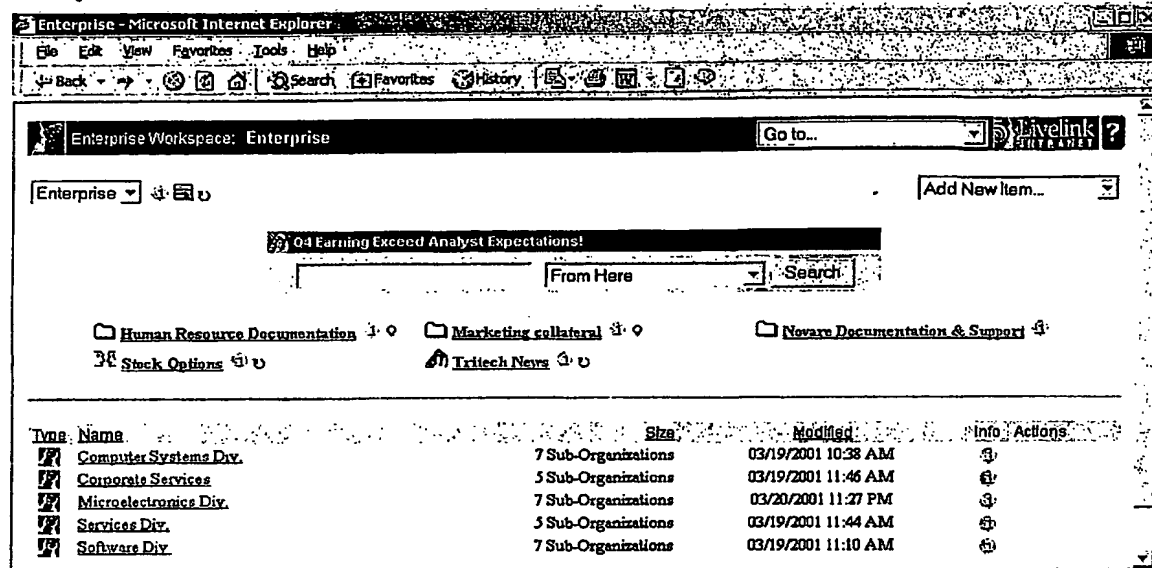 Enterprise - Microsoft Internet Explorer
File Edit View Favorites Tools Help
Back Search Favorites History
Enterprise Workspace: Enterprise Go to... Livelink ?
INTRANET
Enterprise Add New Item...
Q4 Earning Exceed Analyst Expectations!
From Here Search
Human Resource Documentation Marketing collateral Novare Documentation & Support
Stock Options Tritech News
Type Name Size Modified Info Actions
Computer Systems Div. 7 Sub-Organizations 03/19/2001 10:38 AM
Corporate Services 5 Sub-Organizations 03/19/2001 11:46 AM
Microelectronics Div. 7 Sub-Organizations 03/20/2001 11:27 PM
Services Div. 5 Sub-Organizations 03/19/2001 11:44 AM
Software Div 7 Sub-Organizations 03/19/2001 11:10 AM